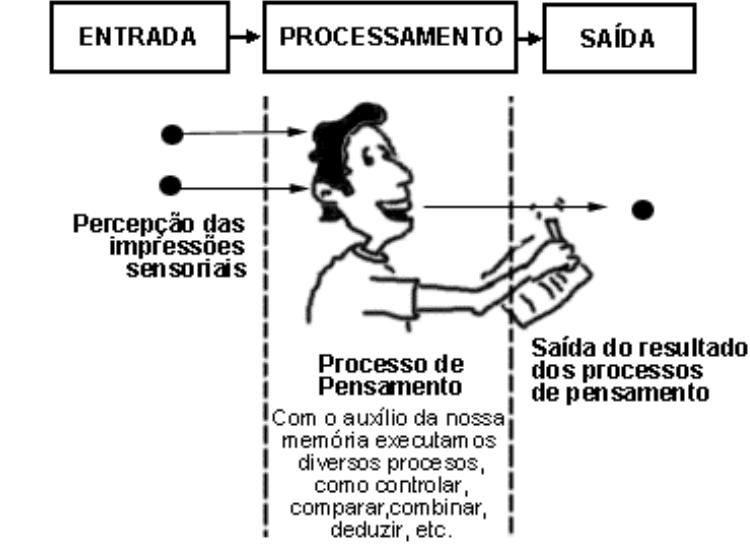 ENTRADA
PROCESSAMENTO
SAÍDA
Percepção das
impressões
sensoriais
Processo de
Pensamento
Com o auxílio da nossa
memória executamos
diversos procesos,
como controlar,
comparar,combinar,
deduzir, etc.
Saída do resultado
dos processos
de pensamento